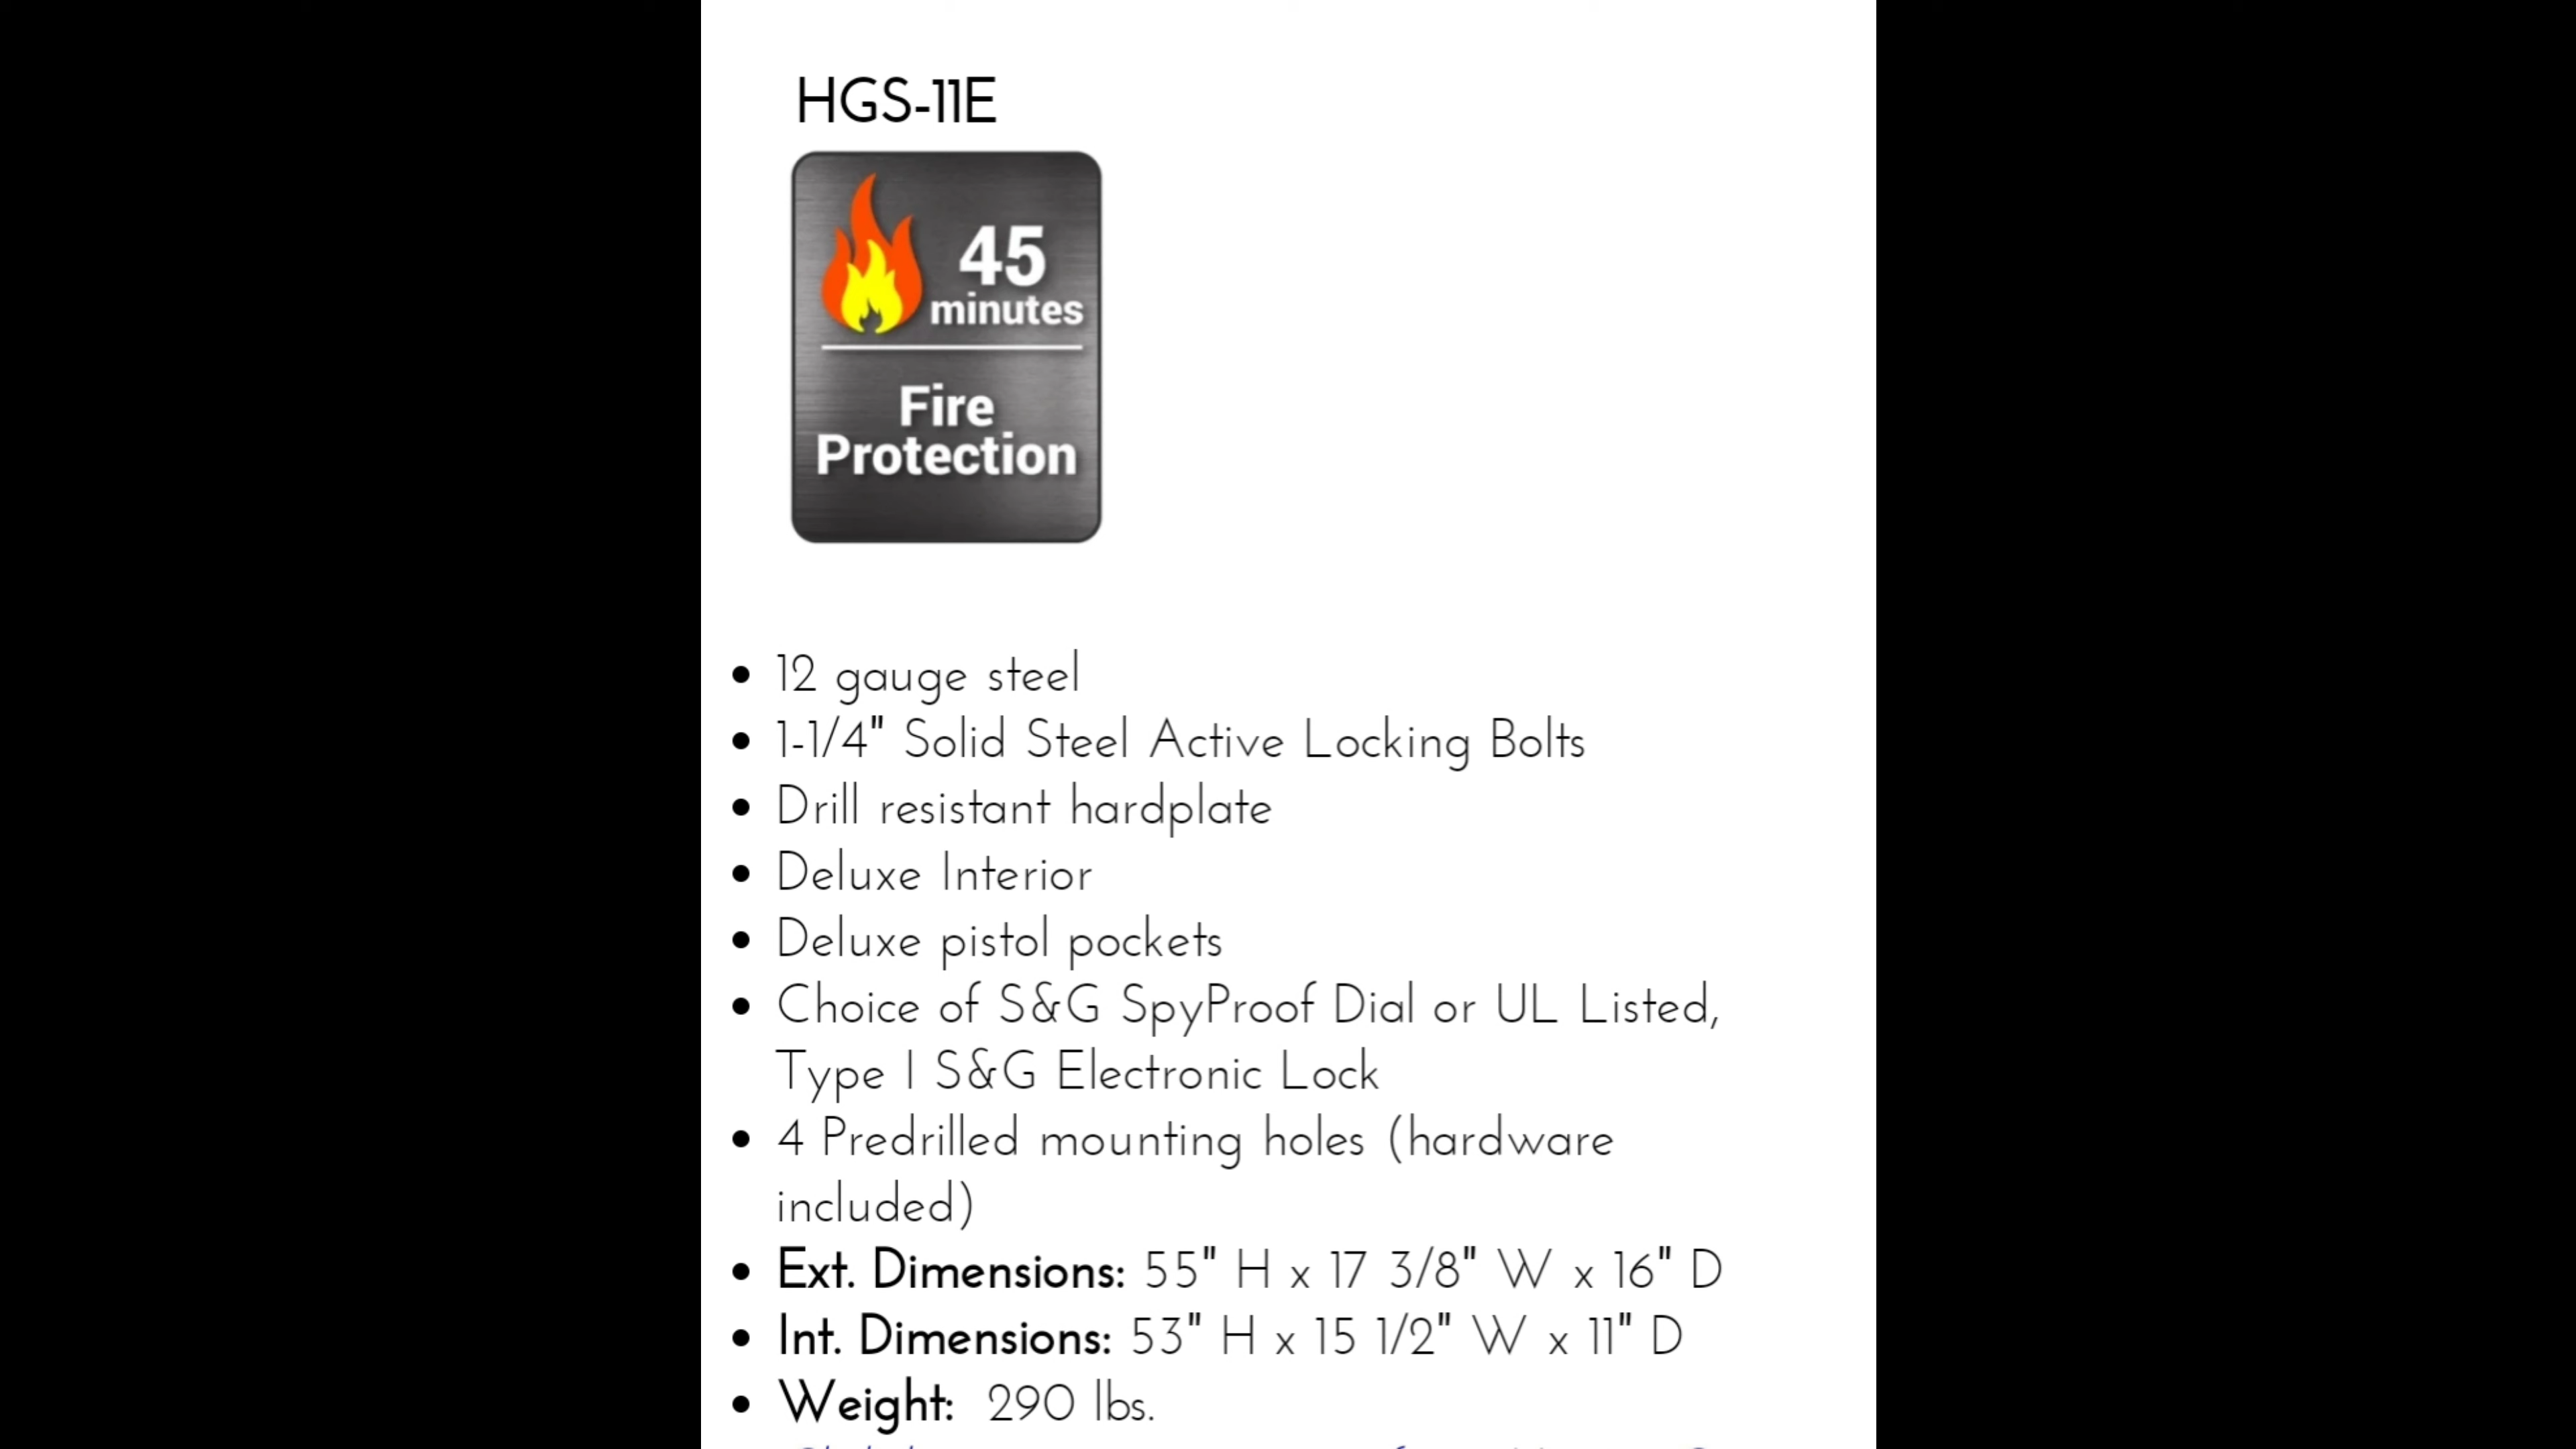 HGS-11E
45
minutes
Fire
Protection
12 gauge steel
1-1/4" Solid Steel Active Locking Bolts
Drill resistant hardplate
Deluxe Interior
Deluxe pistol pockets
Choice of S&G SpyProof Dial or UL Listed,
Type I S&G Electronic Lock
4 Predrilled mounting holes (hardware
included)
Ext. Dimensions: 55" H x 17 3/8" W x 16" D
Int. Dimensions: 53" H x 15 1/2" W x 11" D
Weight: 290 lbs.